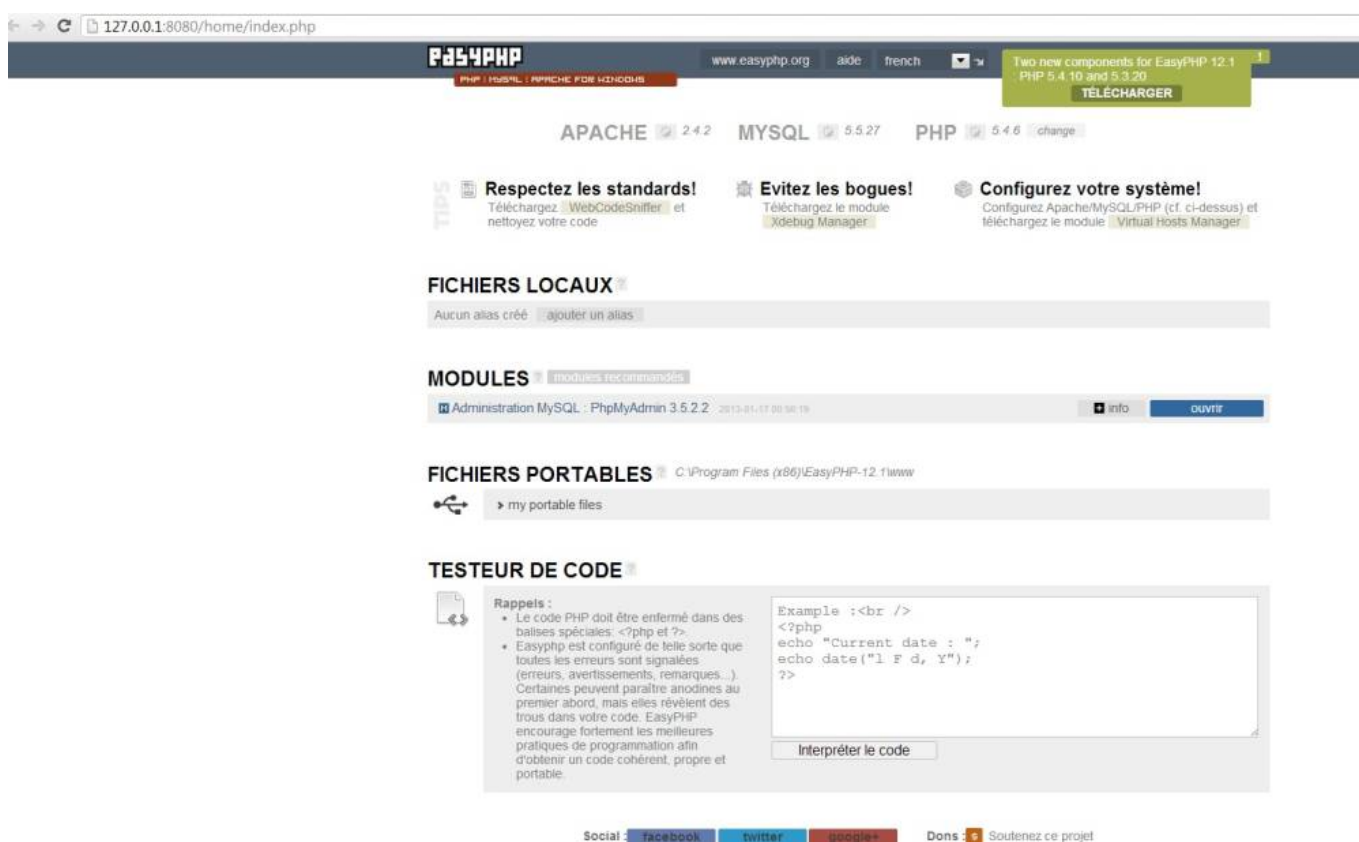 127.0.0.1:8080/home/index.php
EASYPHP
PHP | MYSQL | APACHE FOR WINDOWS
www.easyphp.org aide french
Two new components for EasyPHP 12.1
: PHP 5.4.10 and 5.3.20
TÉLÉCHARGER
!
APACHE 2.4.2 MYSQL 5.5.27 PHP 5.4.6 change
TIPS
Respectez les standards!
Téléchargez WebCodeSniffer et
nettoyez votre code
Evitez les bogues!
Téléchargez le module
Xdebug Manager
Configurez votre système!
Configurez Apache/MySQL/PHP (cf. ci-dessus) et
téléchargez le module Virtual Hosts Manager
FICHIERS LOCAUX ?
Aucun alias créé ajouter un alias
MODULES ? modules recommandés
Administration MySQL : PhpMyAdmin 3.5.2.2 info ouvrir
FICHIERS PORTABLES ? C:\Program Files (x86)\EasyPHP-12.1\www
my portable files
TESTEUR DE CODE ?
Rappels :
• Le code PHP doit être enfermé dans des
balises spéciales: <?php et ?>.
• Easyphp est configuré de telle sorte que
toutes les erreurs sont signalées
(erreurs, avertissements, remarques...).
Certaines peuvent paraître anodines au
premier abord, mais elles révèlent des
trous dans votre code. EasyPHP
encourage fortement les meilleures
pratiques de programmation afin
d'obtenir un code cohérent, propre et
portable.
Example :<br />
<?php
echo "Current date : ";
echo date("l F d, Y");
?>
Interpréter le code
Social : facebook twitter google+ Dons : $ Soutenez ce projet